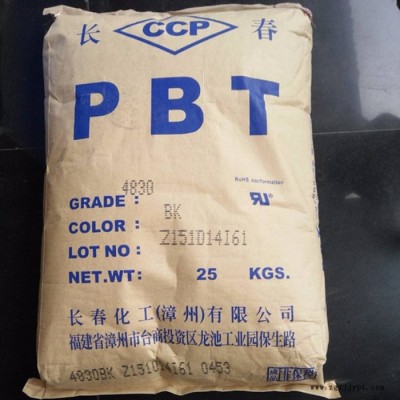 长 CCP 春
PBT
RoHS conformation
GRADE: 4830
COLOR: BK
LOT NO: Z151D14I61
NET.WT: 25 KGS.
长春化工(漳州)有限公司
福建省漳州市台商投资区龙池工业园保生路
4830BK Z151D14I61 0453